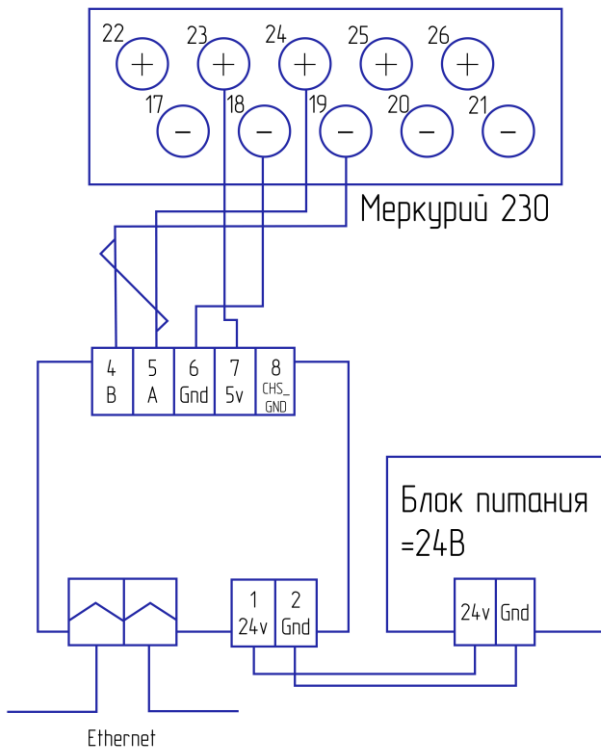 22 23 24 25 26
+ + + + +
17 18 19 20 21
- - - - -
Меркурий 230
4 5 6 7 8
B A Gnd 5v CHS_
GND
Блок питания
=24В
1 2
24v Gnd
24v Gnd
Ethernet